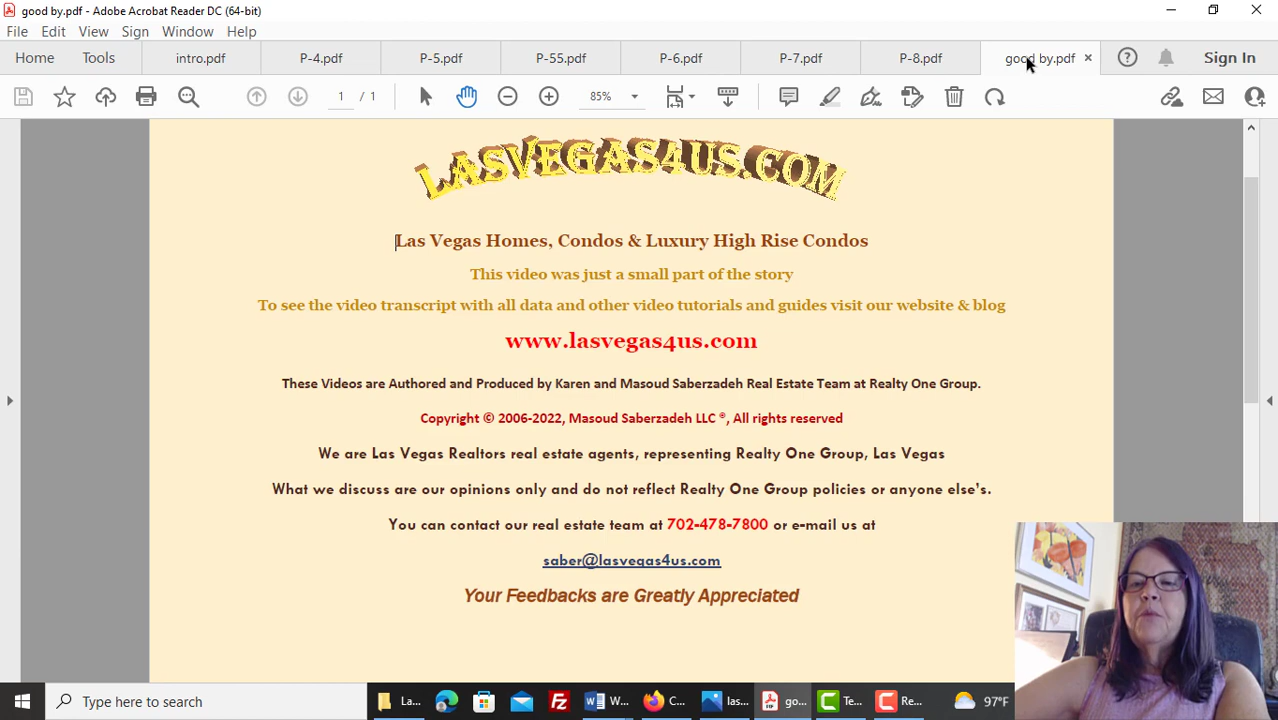 good by.pdf - Adobe Acrobat Reader DC (64-bit)
File Edit View Sign Window Help
Home Tools intro.pdf P-4.pdf P-5.pdf P-55.pdf P-6.pdf P-7.pdf P-8.pdf good by.pdf Sign In
1 / 1 85%
LASVEGAS4US.COM
Las Vegas Homes, Condos & Luxury High Rise Condos
This video was just a small part of the story
To see the video transcript with all data and other video tutorials and guides visit our website & blog
www.lasvegas4us.com
These Videos are Authored and Produced by Karen and Masoud Saberzadeh Real Estate Team at Realty One Group.
Copyright © 2006-2022, Masoud Saberzadeh LLC ®, All rights reserved
We are Las Vegas Realtors real estate agents, representing Realty One Group, Las Vegas
What we discuss are our opinions only and do not reflect Realty One Group policies or anyone else's.
You can contact our real estate team at 702-478-7800 or e-mail us at
saber@lasvegas4us.com
Your Feedbacks are Greatly Appreciated
Type here to search La... W... C... las... go... Te... Re... 97°F